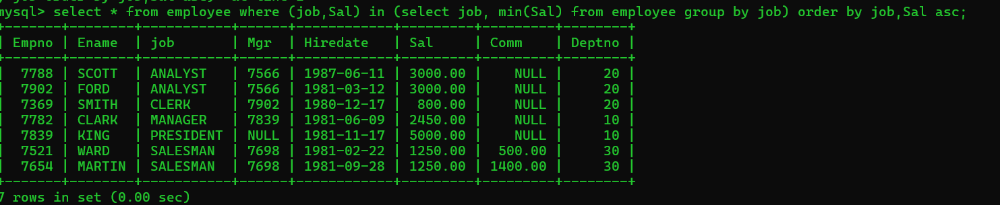 mysql> select * from employee where (job,Sal) in (select job, min(Sal) from employee group by job) order by job,Sal asc;
+-------+--------+-----------+------+------------+---------+---------+--------+
| Empno | Ename  | job       | Mgr  | Hiredate   | Sal     | Comm    | Deptno |
+-------+--------+-----------+------+------------+---------+---------+--------+
|  7788 | SCOTT  | ANALYST   | 7566 | 1987-06-11 | 3000.00 |    NULL |     20 |
|  7902 | FORD   | ANALYST   | 7566 | 1981-03-12 | 3000.00 |    NULL |     20 |
|  7369 | SMITH  | CLERK     | 7902 | 1980-12-17 |  800.00 |    NULL |     20 |
|  7782 | CLARK  | MANAGER   | 7839 | 1981-06-09 | 2450.00 |    NULL |     10 |
|  7839 | KING   | PRESIDENT | NULL | 1981-11-17 | 5000.00 |    NULL |     10 |
|  7521 | WARD   | SALESMAN  | 7698 | 1981-02-22 | 1250.00 |  500.00 |     30 |
|  7654 | MARTIN | SALESMAN  | 7698 | 1981-09-28 | 1250.00 | 1400.00 |     30 |
+-------+--------+-----------+------+------------+---------+---------+--------+
7 rows in set (0.00 sec)